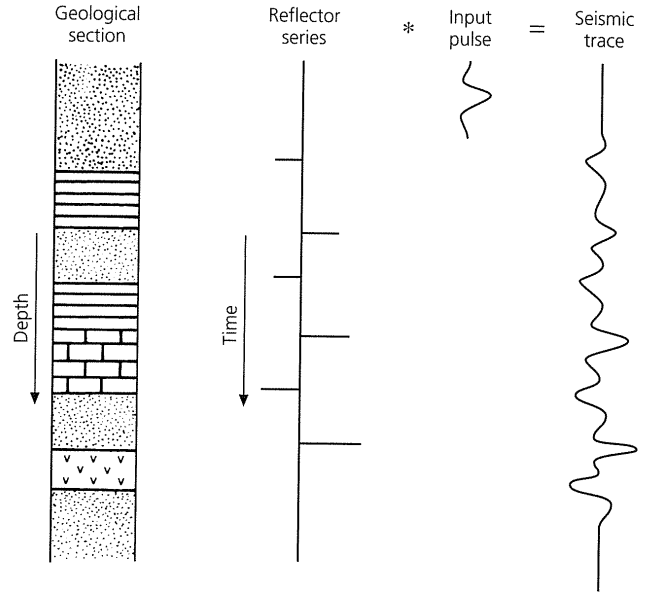 Geological
section
Reflector
series
*
Input
pulse
=
Seismic
trace
Depth
Time